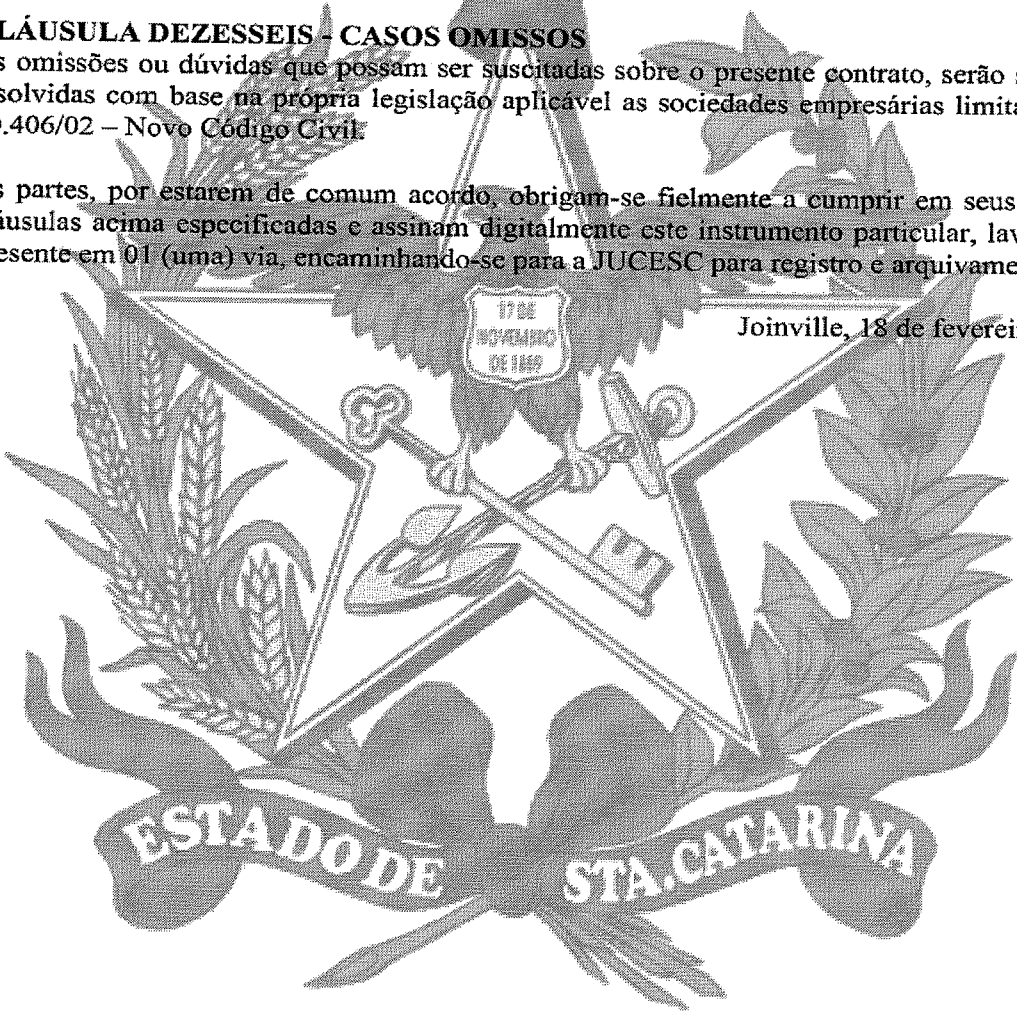 LÁUSULA DEZESSEIS - CASOS OMISSOS
s omissões ou dúvidas que possam ser suscitadas sobre o presente contrato, serão s
solvidas com base na própria legislação aplicável as sociedades empresárias limita
.406/02 – Novo Código Civil.
s partes, por estarem de comum acordo, obrigam-se fielmente a cumprir em seus
áusulas acima especificadas e assinam digitalmente este instrumento particular, lav
esente em 01 (uma) via, encaminhando-se para a JUCESC para registro e arquivame
Joinville, 18 de fevereir
17 DE
NOVEMBRO
DE 1889
ESTADO DE STA. CATARINA